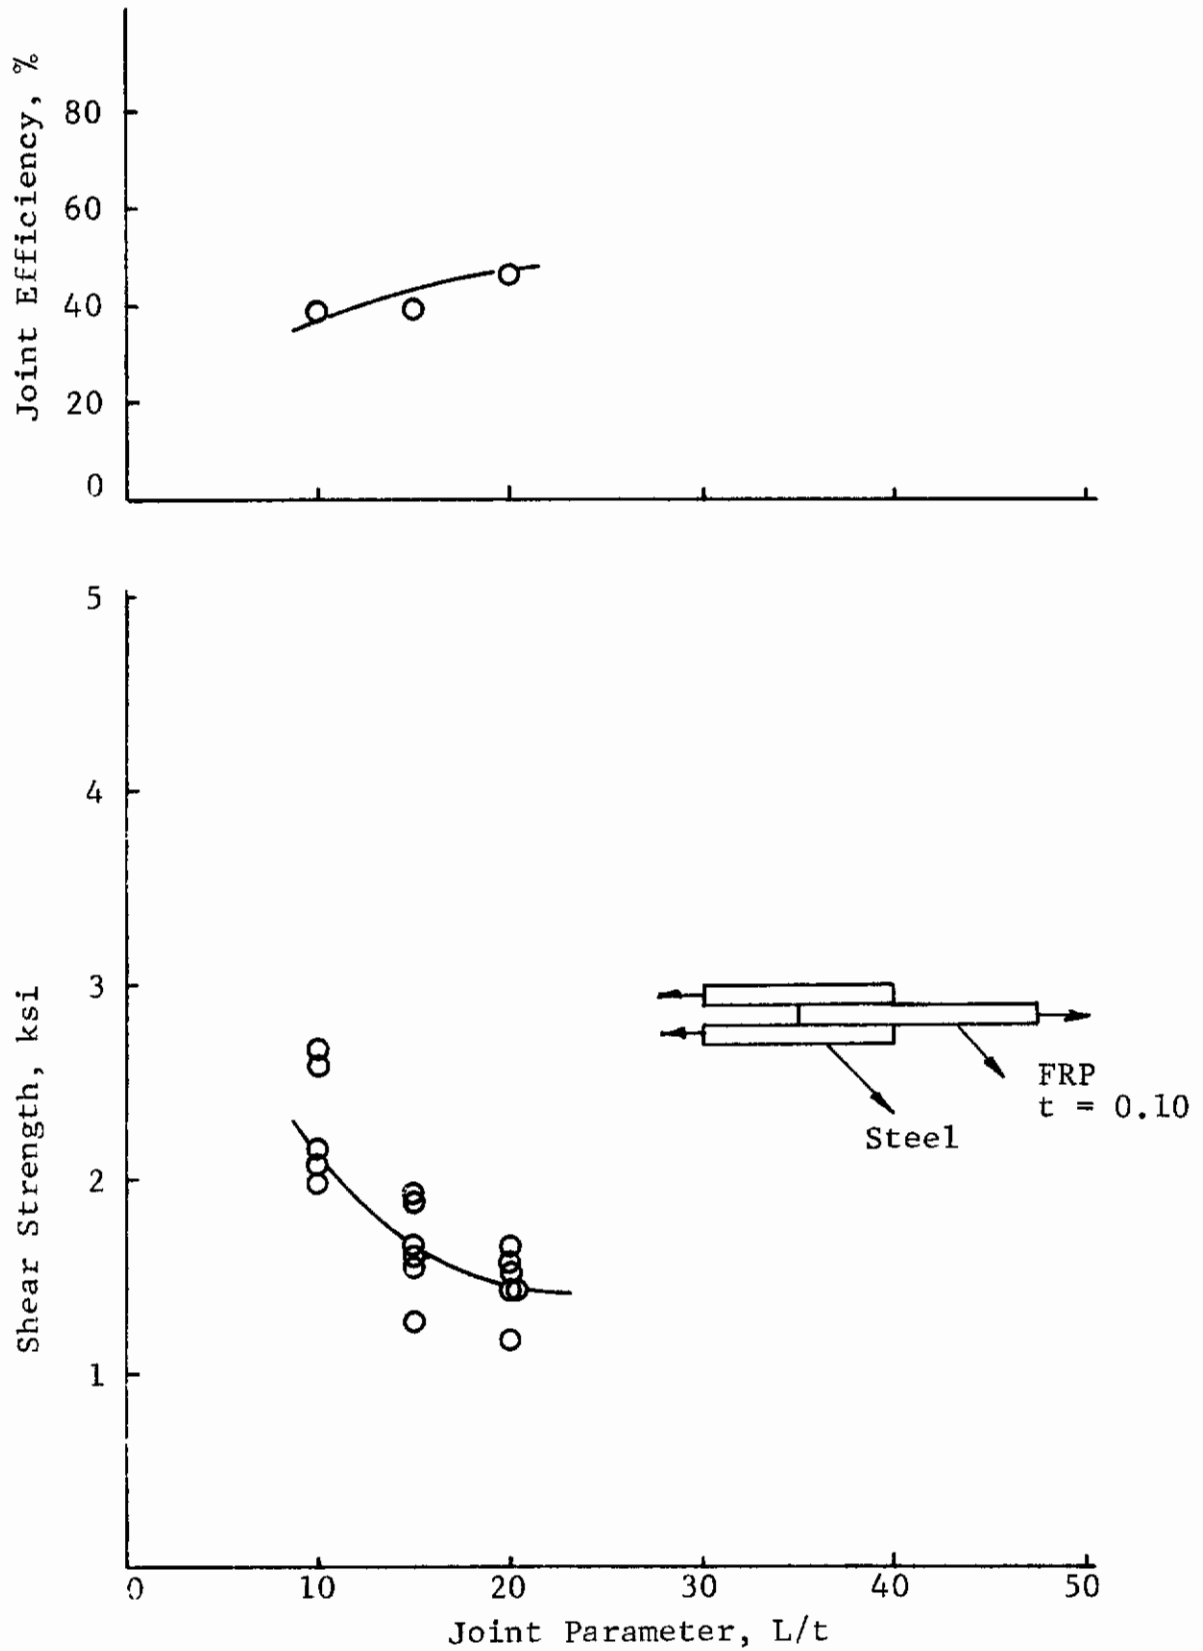 Joint Efficiency, %
80
60
40
20
0
Shear Strength, ksi
5
4
3
2
1
FRP
t = 0.10
Steel
0 10 20 30 40 50
Joint Parameter, L/t